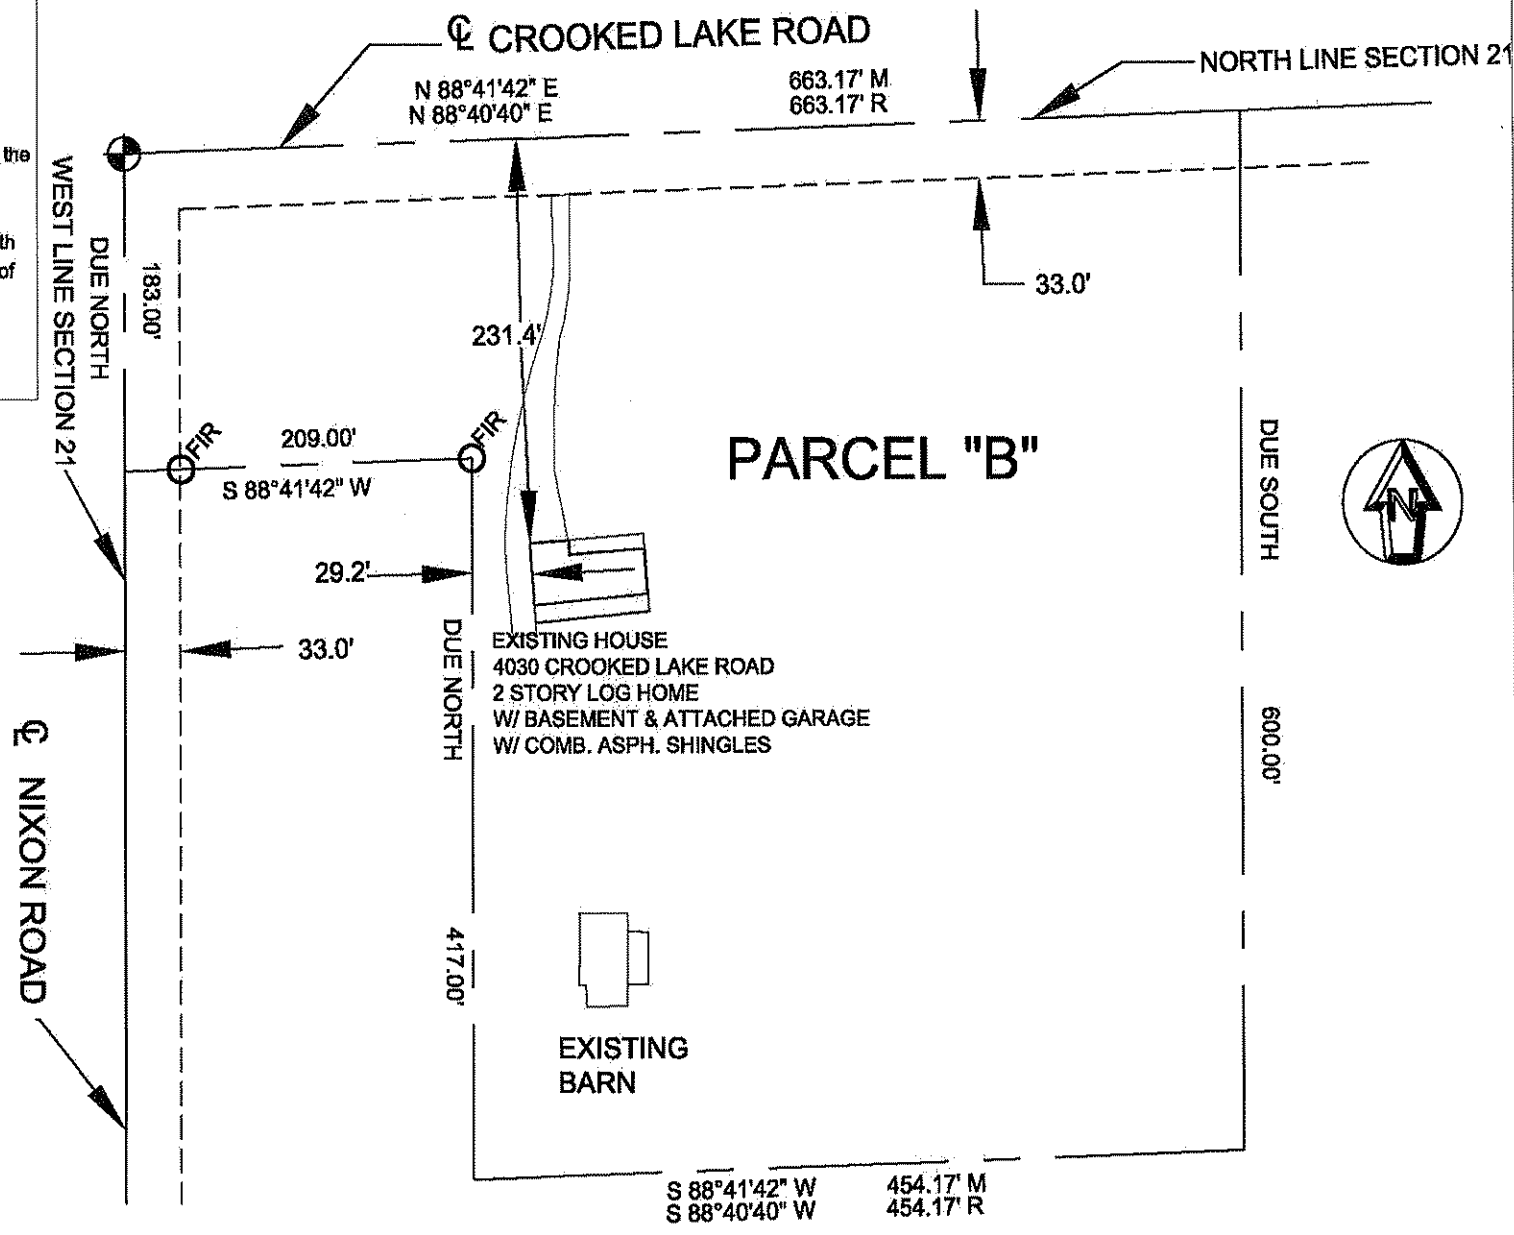 ℄ CROOKED LAKE ROAD
N 88°41'42" E
N 88°40'40" E
663.17' M
663.17' R
NORTH LINE SECTION 21
the
th
of
WEST LINE SECTION 21
DUE NORTH
183.00'
231.4'
33.0'
FIR
209.00'
S 88°41'42" W
FIR
PARCEL "B"
DUE SOUTH
600.00'
N
29.2'
33.0'
DUE NORTH
417.00'
EXISTING HOUSE
4030 CROOKED LAKE ROAD
2 STORY LOG HOME
W/ BASEMENT & ATTACHED GARAGE
W/ COMB. ASPH. SHINGLES
℄ NIXON ROAD
EXISTING
BARN
S 88°41'42" W
S 88°40'40" W
454.17' M
454.17' R